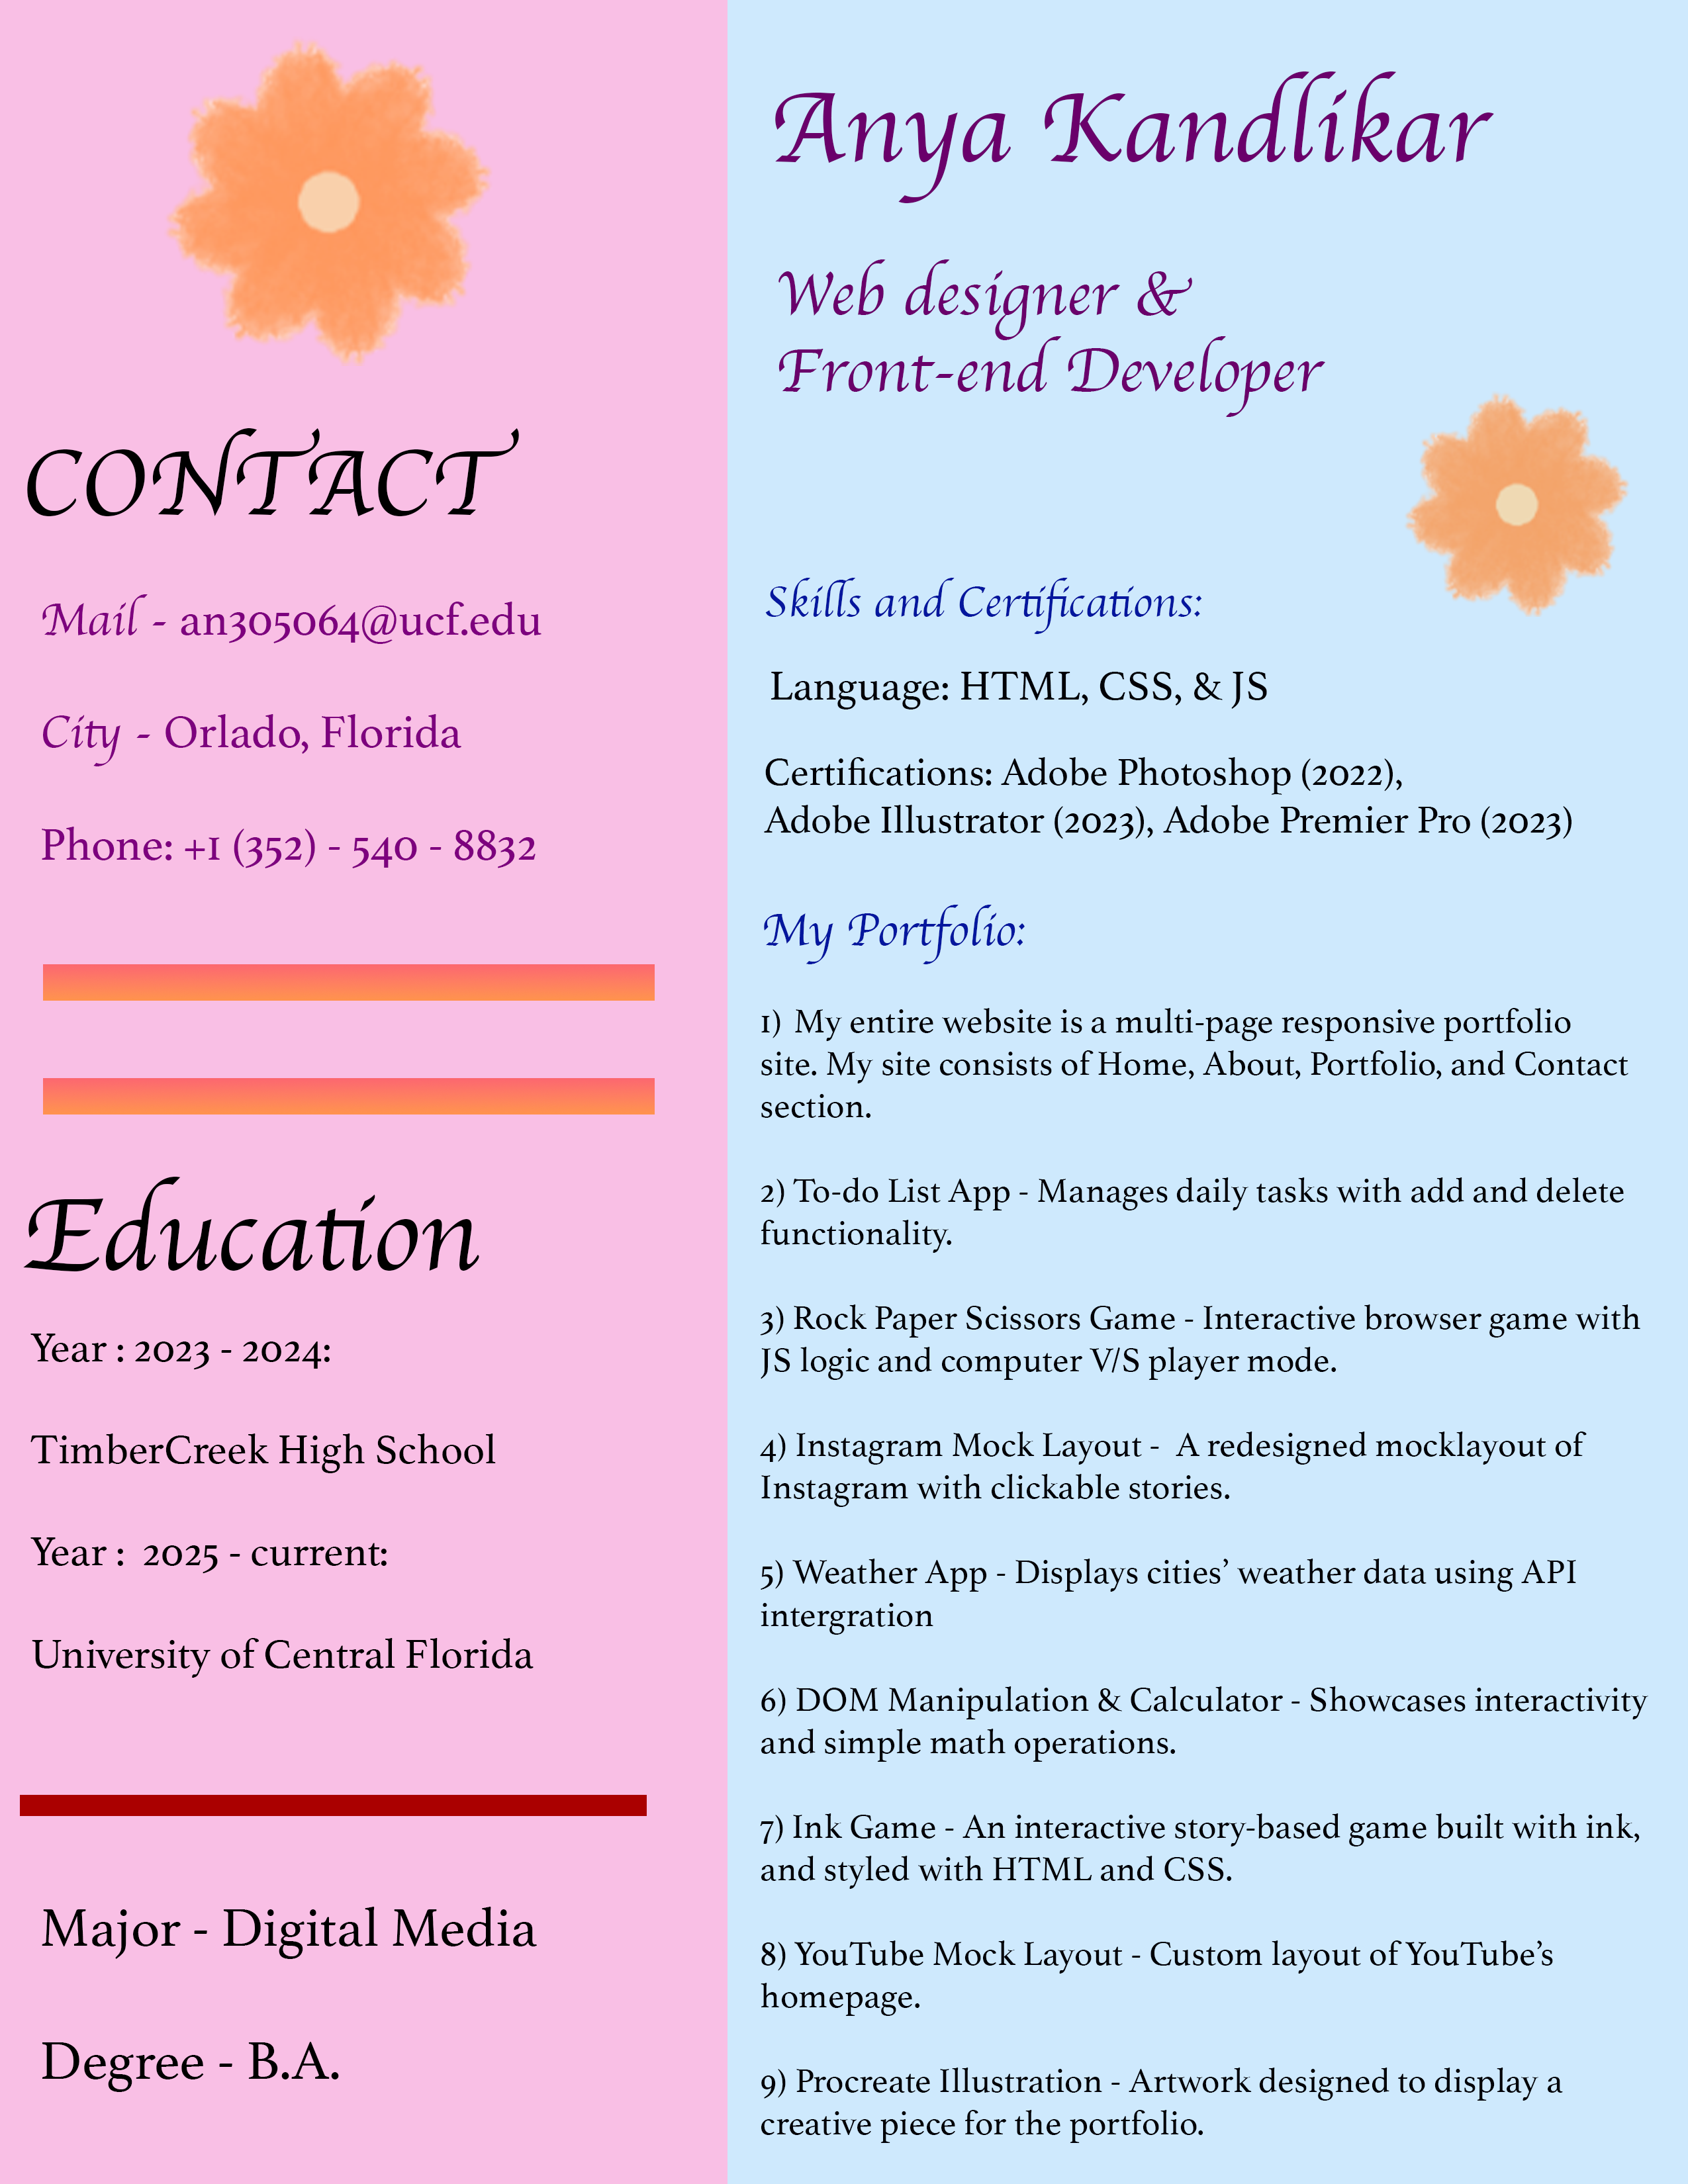 CONTACT
Mail - an305064@ucf.edu
City - Orlado, Florida
Phone: +1 (352) - 540 - 8832
Education
Year : 2023 - 2024:
TimberCreek High School
Year :  2025 - current:
University of Central Florida
Major - Digital Media
Degree - B.A.
Anya Kandlikar
Web designer &
Front-end Developer
Skills and Certifications:
Language: HTML, CSS, & JS
Certifications: Adobe Photoshop (2022),
Adobe Illustrator (2023), Adobe Premier Pro (2023)
My Portfolio:
1)  My entire website is a multi-page responsive portfolio
site. My site consists of Home, About, Portfolio, and Contact
section.
2) To-do List App - Manages daily tasks with add and delete
functionality.
3) Rock Paper Scissors Game - Interactive browser game with
JS logic and computer V/S player mode.
4) Instagram Mock Layout -  A redesigned mocklayout of
Instagram with clickable stories.
5) Weather App - Displays cities’ weather data using API
intergration
6) DOM Manipulation & Calculator - Showcases interactivity
and simple math operations.
7) Ink Game - An interactive story-based game built with ink,
and styled with HTML and CSS.
8) YouTube Mock Layout - Custom layout of YouTube’s
homepage.
9) Procreate Illustration - Artwork designed to display a
creative piece for the portfolio.